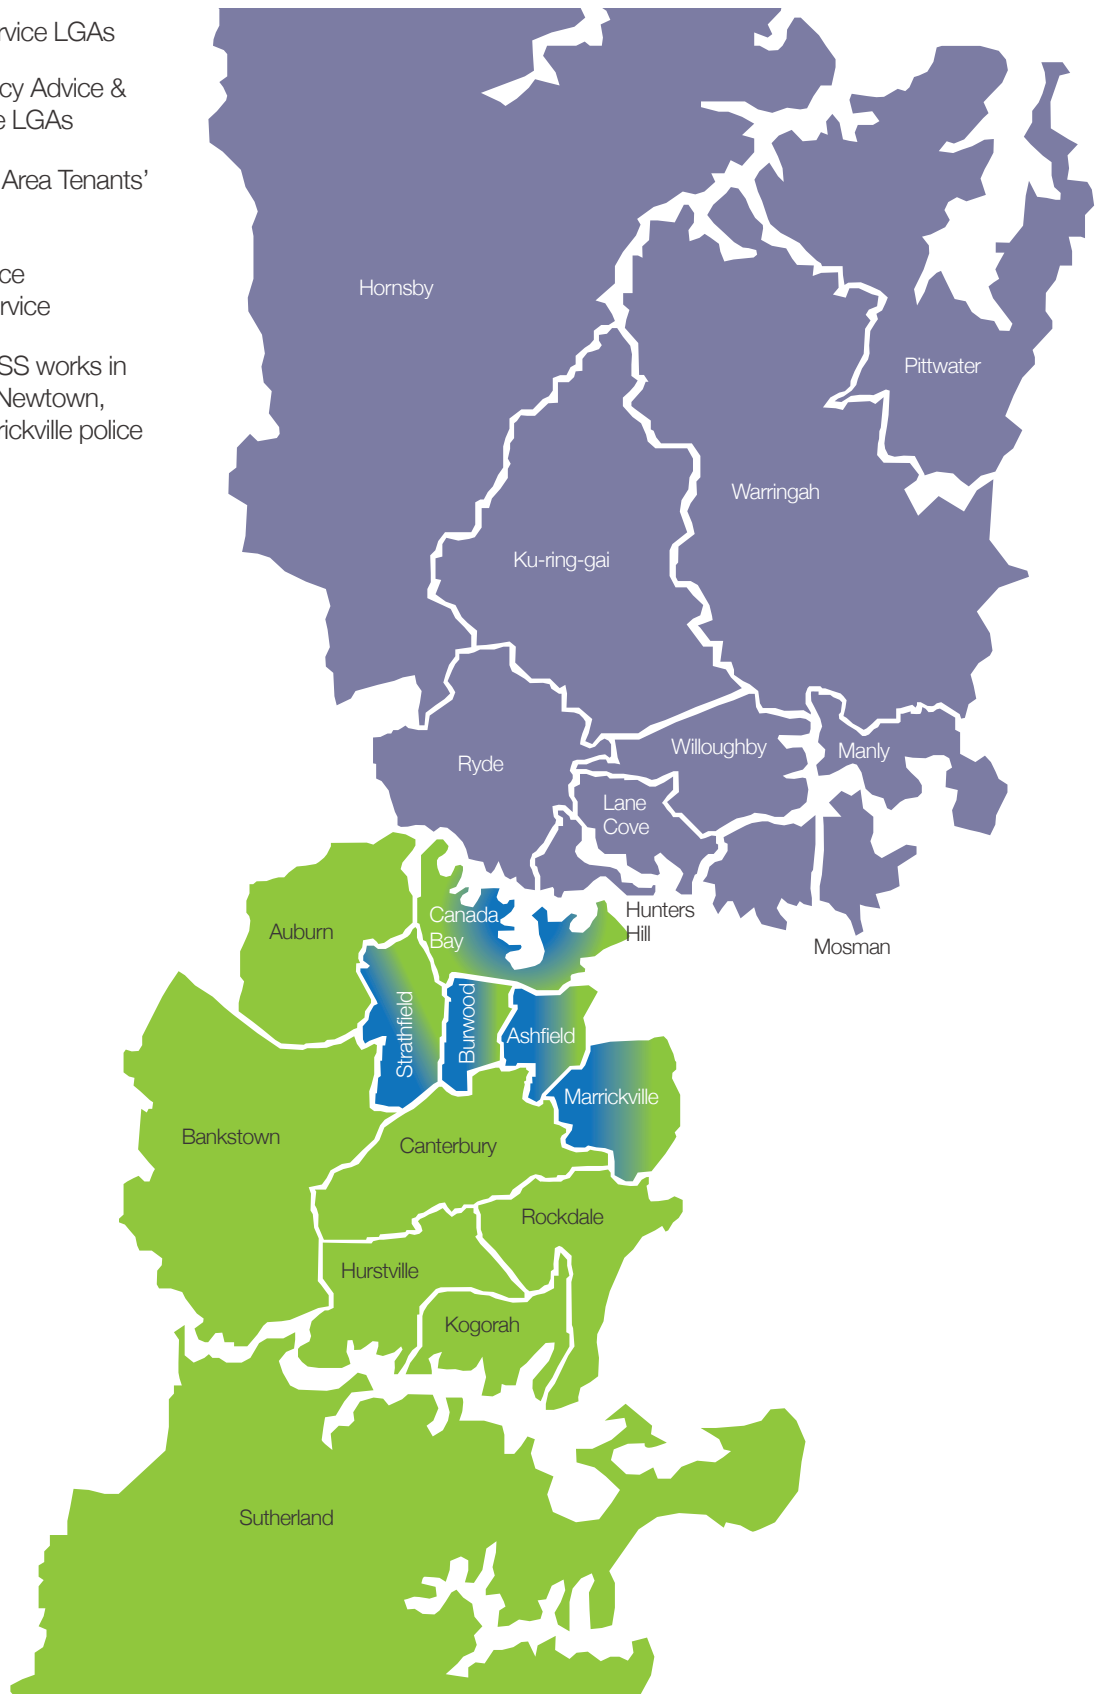 rvice LGAs
cy Advice &
e LGAs
Area Tenants’
ce
rvice
SS works in
Newtown,
rickville police
Hornsby
Pittwater
Warringah
Ku-ring-gai
Willoughby
Manly
Ryde
Lane
Cove
Hunters
Hill
Mosman
Canada
Bay
Auburn
Strathfield
Burwood
Ashfield
Marrickville
Bankstown
Canterbury
Rockdale
Hurstville
Kogorah
Sutherland